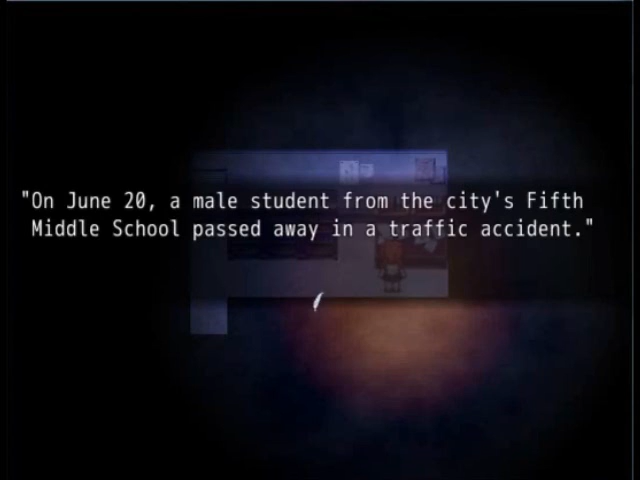 "On June 20, a male student from the city's Fifth
Middle School passed away in a traffic accident."